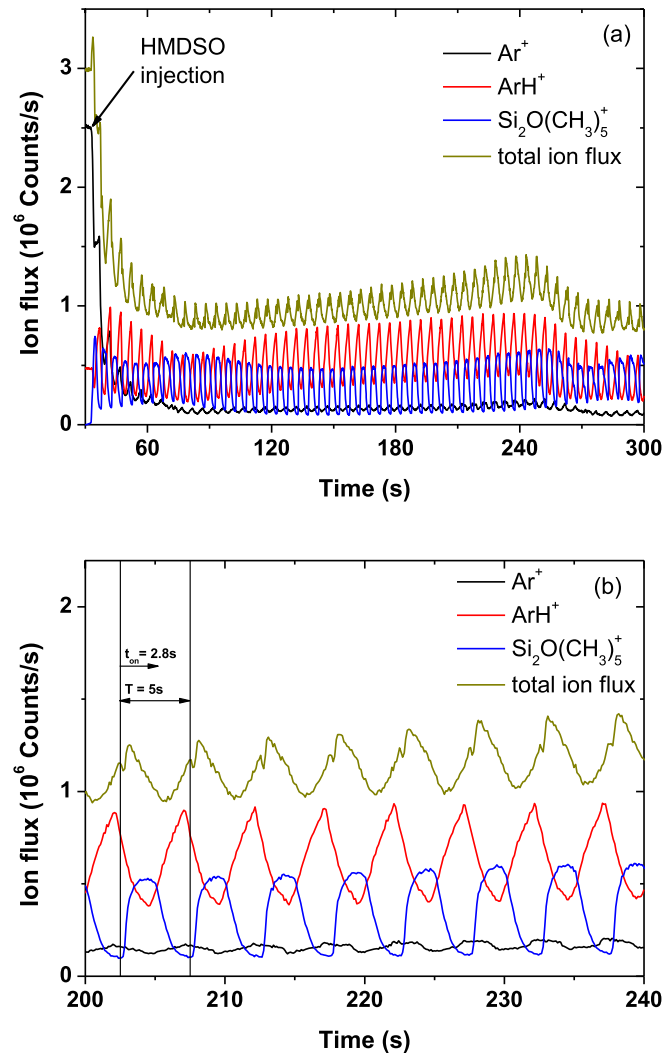 (a)
HMDSO
injection
Ar⁺
ArH⁺
Si₂O(CH₃)₅⁺
total ion flux
3
2
1
0
Ion flux (10⁶ Counts/s)
60
120
180
240
300
Time (s)
(b)
Ar⁺
ArH⁺
Si₂O(CH₃)₅⁺
total ion flux
tₒₙ = 2.8s
T = 5s
2
1
0
Ion flux (10⁶ Counts/s)
200
210
220
230
240
Time (s)